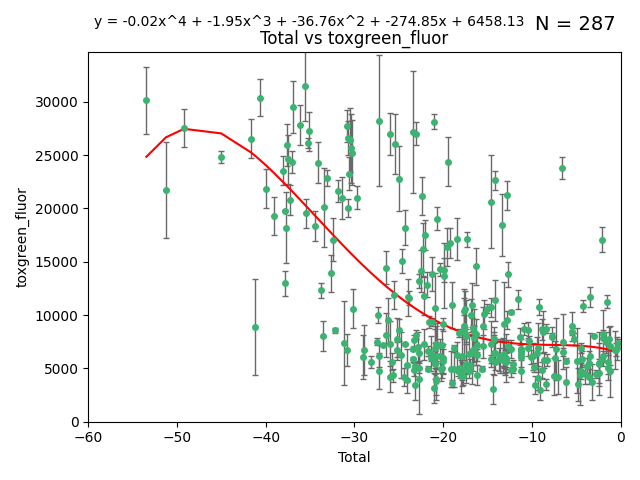 y = -0.02x^4 + -1.95x^3 + -36.76x^2 + -274.85x + 6458.13 N = 287
Total vs toxgreen_fluor
30000
25000
20000
15000
10000
5000
0
toxgreen_fluor
−60 −50 −40 −30 −20 −10 0
Total